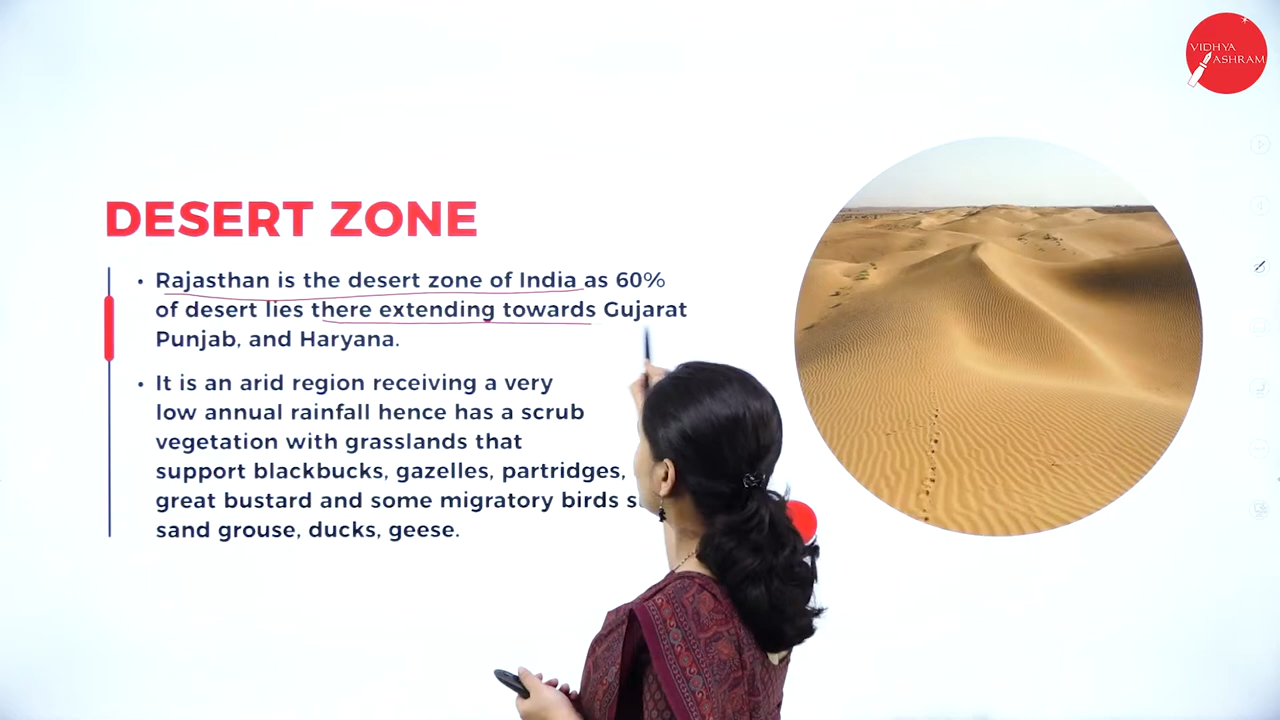 VIDHYA
ASHRAM
DESERT ZONE
• Rajasthan is the desert zone of India as 60%
of desert lies there extending towards Gujarat
Punjab, and Haryana.
• It is an arid region receiving a very
low annual rainfall hence has a scrub
vegetation with grasslands that
support blackbucks, gazelles, partridges,
great bustard and some migratory birds
sand grouse, ducks, geese.